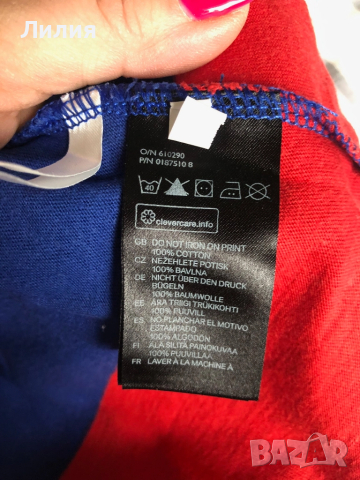 Лилия
O/N 610290
P/N 0187510 8
40
clevercare.info
GB DO NOT IRON ON PRINT
100% COTTON
CZ NEŽEHLETE POTISK
100% BAVLNA
DE NICHT ÜBER DEN DRUCK
BÜGELN
100% BAUMWOLLE
EE ÄRA TRIIGI TRÜKIKOHTI
100% PUUVILL
ES NO PLANCHAR EL MOTIVO
ESTAMPADO
100% ALGODÓN
FI ÄLÄ SILITÄ PAINOKUVAA
100% PUUVILLAA
FR LAVER À LA MACHINE À
BAZAR